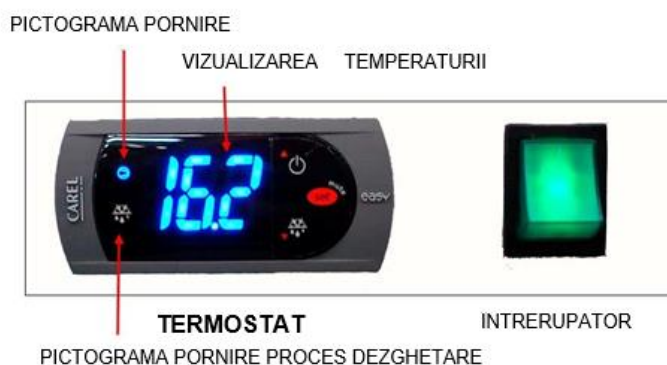 PICTOGRAMA PORNIRE
VIZUALIZAREA TEMPERATURII
CAREL
16.2
mute
set
easy
TERMOSTAT
INTRERUPATOR
PICTOGRAMA PORNIRE PROCES DEZGHETARE